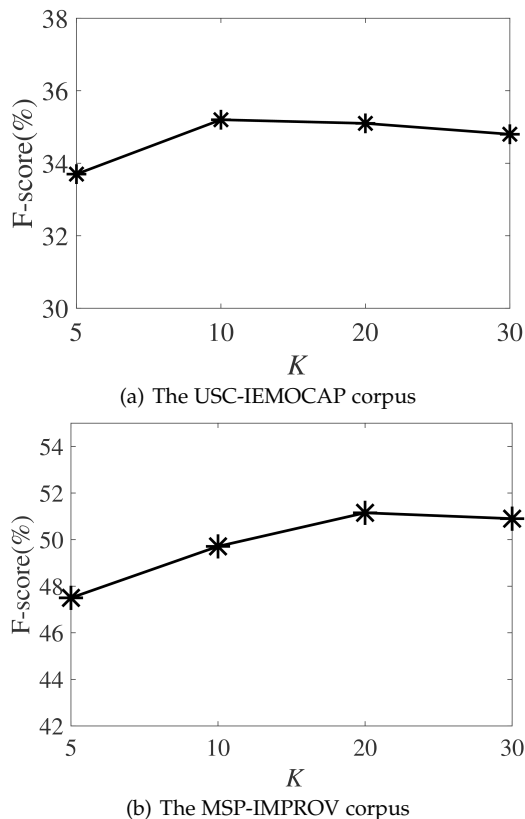 38
36
34
32
30
F-score(%)
5 10 20 30
K
(a) The USC-IEMOCAP corpus
54
52
50
48
46
44
42
F-score(%)
5 10 20 30
K
(b) The MSP-IMPROV corpus